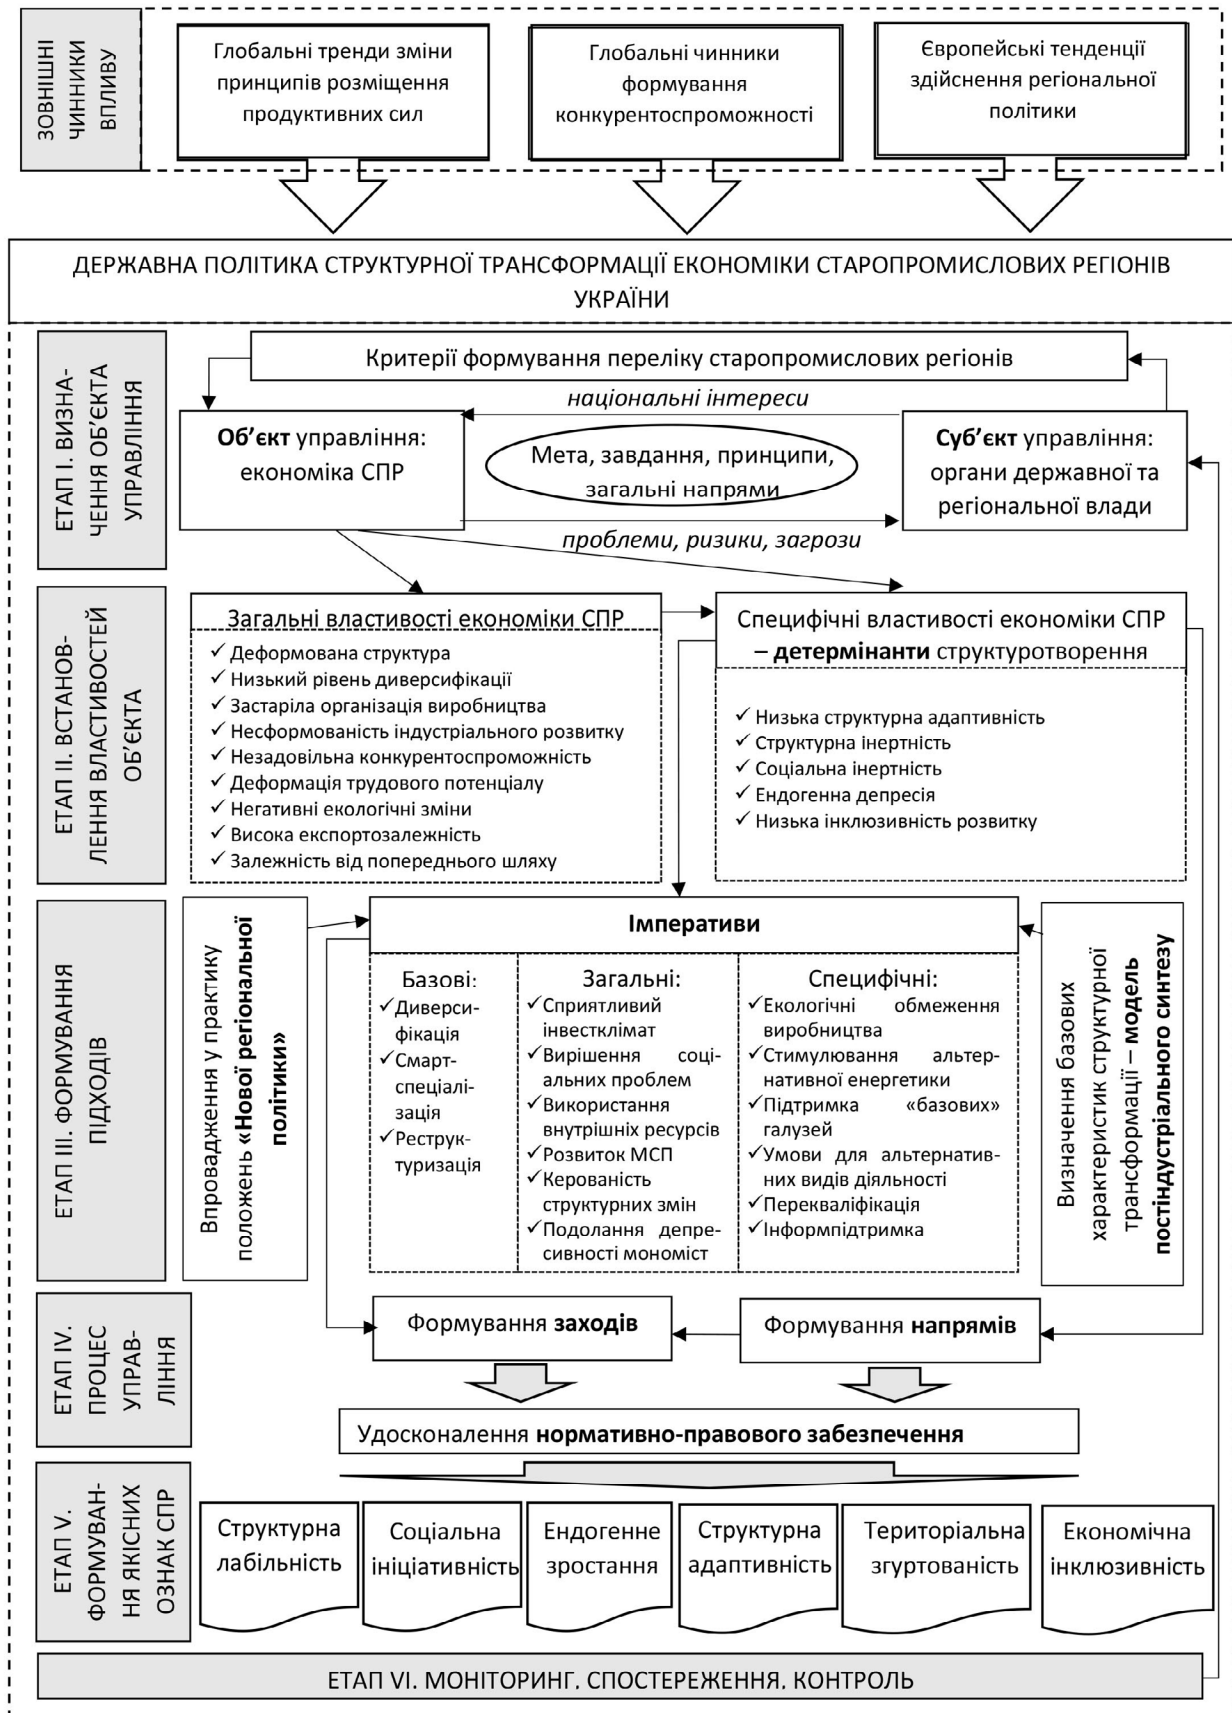 ЗОВНІШНІ
ЧИННИКИ
ВПЛИВУ
Глобальні тренди зміни
принципів розміщення
продуктивних сил
Глобальні чинники
формування
конкурентоспроможності
Європейські тенденції
здійснення регіональної
політики
ДЕРЖАВНА ПОЛІТИКА СТРУКТУРНОЇ ТРАНСФОРМАЦІЇ ЕКОНОМІКИ СТАРОПРОМИСЛОВИХ РЕГІОНІВ
УКРАЇНИ
ЕТАП І. ВИЗНА-
ЧЕННЯ ОБ’ЄКТА
УПРАВЛІННЯ
Критерії формування переліку старопромислових регіонів
національні інтереси
Об’єкт управління:
економіка СПР
Мета, завдання, принципи,
загальні напрями
Суб’єкт управління:
органи державної та
регіональної влади
проблеми, ризики, загрози
ЕТАП ІІ. ВСТАНОВ-
ЛЕННЯ ВЛАСТИВОСТЕЙ
ОБ’ЄКТА
Загальні властивості економіки СПР
✓ Деформована структура
✓ Низький рівень диверсифікації
✓ Застаріла організація виробництва
✓ Несформованість індустріального розвитку
✓ Незадовільна конкурентоспроможність
✓ Деформація трудового потенціалу
✓ Негативні екологічні зміни
✓ Висока експортозалежність
✓ Залежність від попереднього шляху
Специфічні властивості економіки СПР
– детермінанти структуротворення
✓ Низька структурна адаптивність
✓ Структурна інертність
✓ Соціальна інертність
✓ Ендогенна депресія
✓ Низька інклюзивність розвитку
ЕТАП ІІІ. ФОРМУВАННЯ
ПІДХОДІВ
Впровадження у практику
положень «Нової регіональної
політики»
Імперативи
Базові:
✓Диверси-
фікація
✓Смарт-
спеціалі-
зація
✓Реструк-
туризація
Загальні:
✓Сприятливий
інвестклімат
✓Вирішення соці-
альних проблем
✓Використання
внутрішніх ресурсів
✓Розвиток МСП
✓Керованість
структурних змін
✓Подолання депре-
сивності мономіст
Специфічні:
✓Екологічні обмеження
виробництва
✓Стимулювання альтер-
нативної енергетики
✓Підтримка «базових»
галузей
✓Умови для альтернатив-
них видів діяльності
✓Перекваліфікація
✓Інформпідтримка
Визначення базових
характеристик структурної
трансформації – модель
постіндустріального синтезу
ЕТАП IV.
ПРОЦЕС
УПРАВ-
ЛІННЯ
Формування заходів
Формування напрямів
Удосконалення нормативно-правового забезпечення
ЕТАП V.
ФОРМУВАН-
НЯ ЯКІСНИХ
ОЗНАК СПР
Структурна
лабільність
Соціальна
ініціативність
Ендогенне
зростання
Структурна
адаптивність
Територіальна
згуртованість
Економічна
інклюзивність
ЕТАП VI. МОНІТОРИНГ, СПОСТЕРЕЖЕННЯ, КОНТРОЛЬ